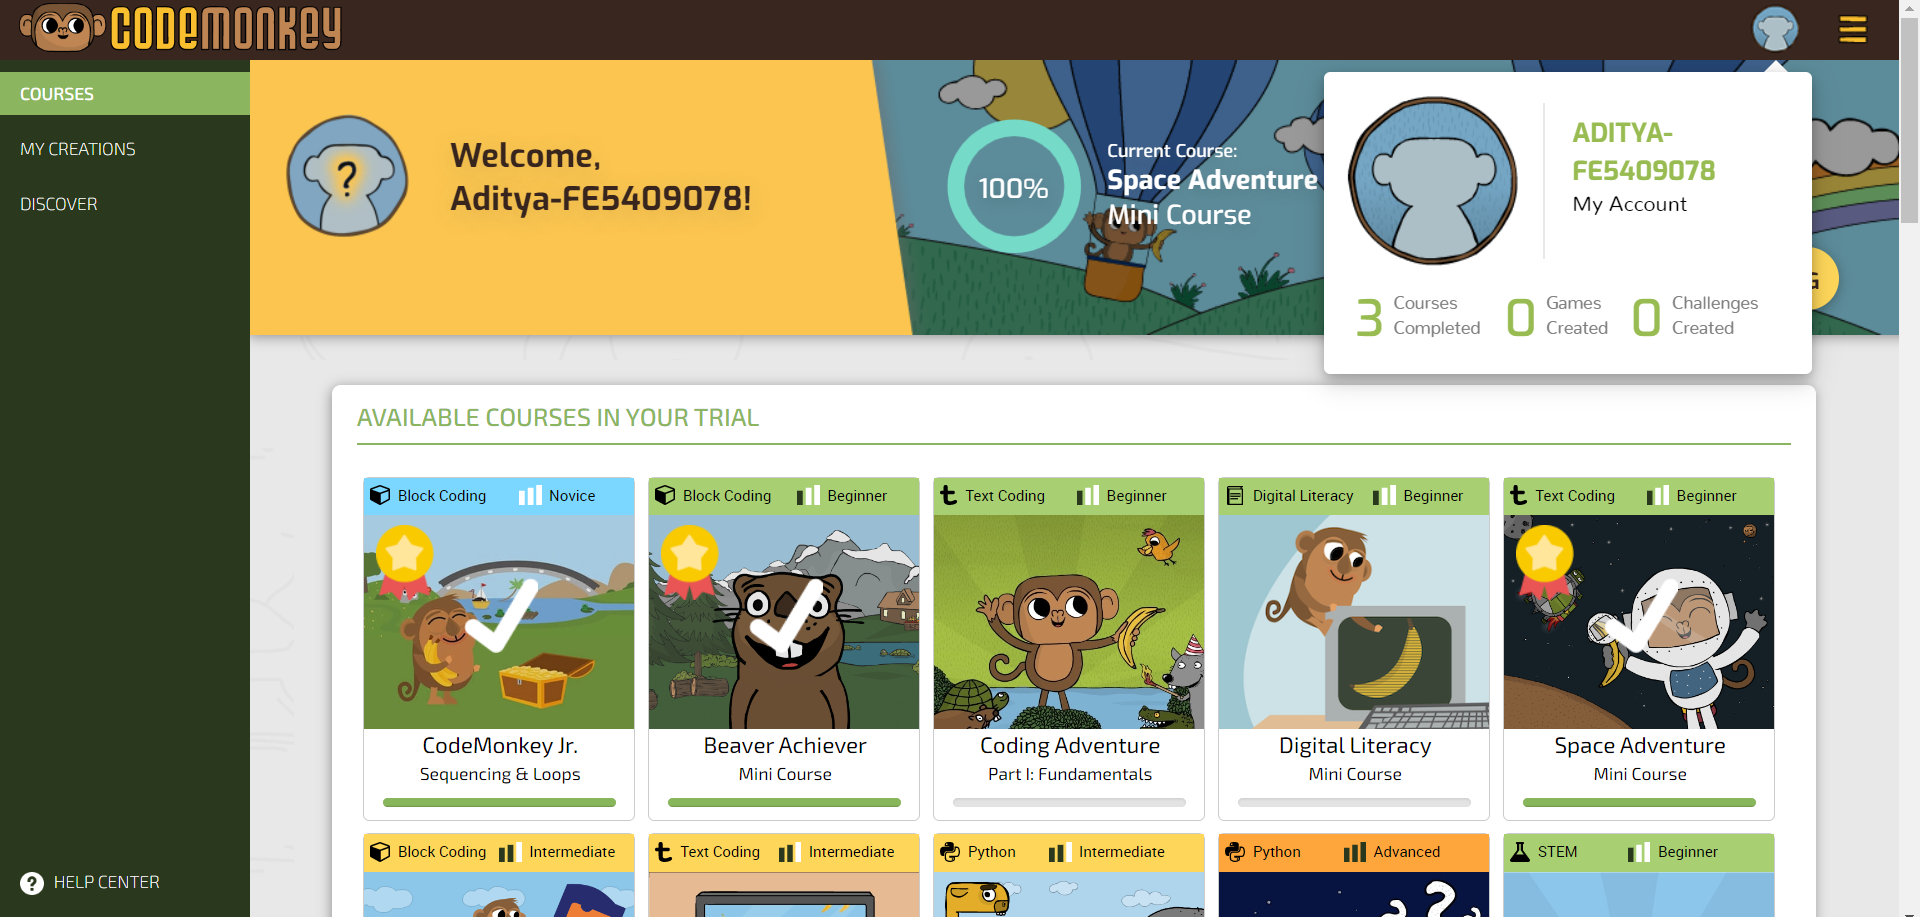 CODEMONKEY
COURSES
MY CREATIONS
DISCOVER
HELP CENTER
?
Welcome,
Aditya-FE5409078!
100%
Current Course:
Space Adventure
Mini Course
ADITYA-
FE5409078
My Account
3 Courses Completed
0 Games Created
0 Challenges Created
AVAILABLE COURSES IN YOUR TRIAL
Block Coding Novice
CodeMonkey Jr.
Sequencing & Loops
Block Coding Beginner
Beaver Achiever
Mini Course
Text Coding Beginner
Coding Adventure
Part I: Fundamentals
Digital Literacy Beginner
Digital Literacy
Mini Course
Text Coding Beginner
Space Adventure
Mini Course
Block Coding Intermediate
Text Coding Intermediate
Python Intermediate
Python Advanced
STEM Beginner